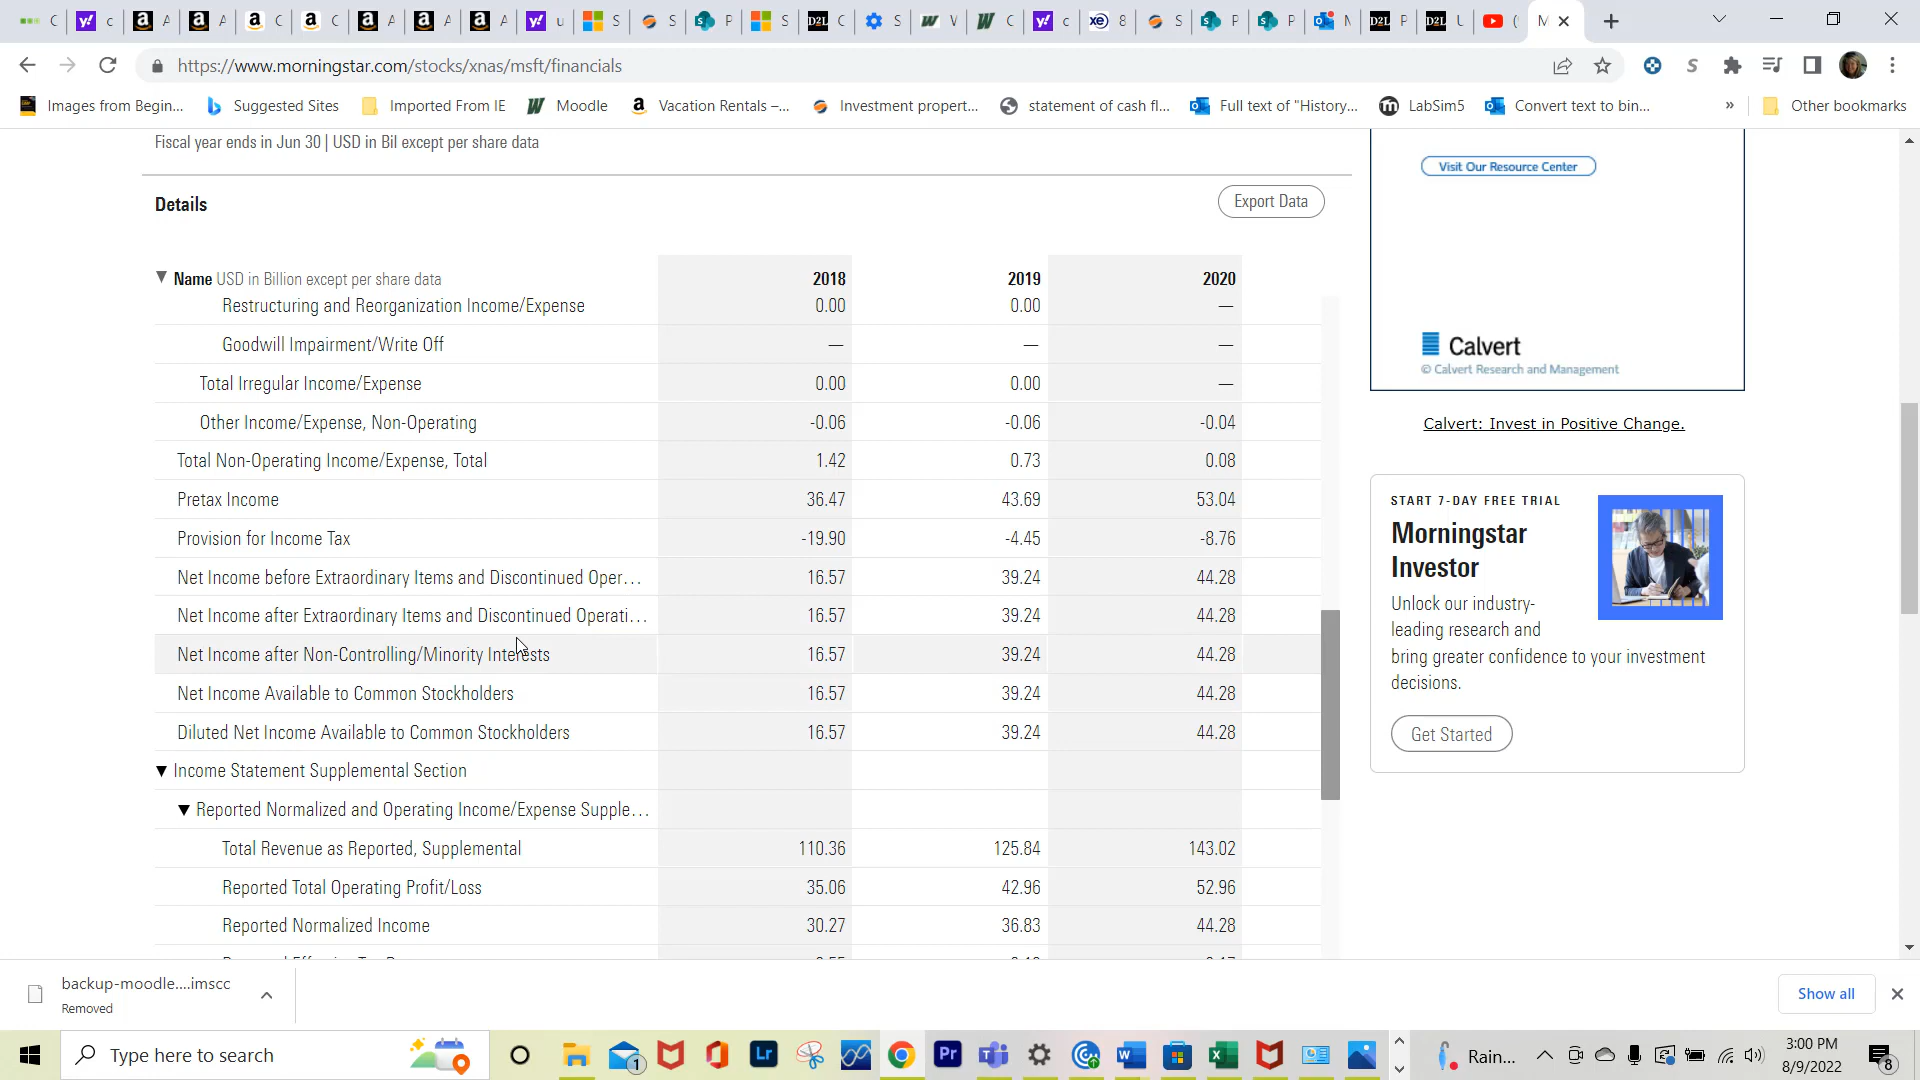 https://www.morningstar.com/stocks/xnas/msft/financials
Images from Begin...
Suggested Sites
Imported From IE
Moodle
Vacation Rentals –...
Investment propert...
statement of cash fl...
Full text of "History...
LabSim5
Convert text to bin...
»
Other bookmarks
Fiscal year ends in Jun 30 | USD in Bil except per share data
Details
Export Data
Name USD in Billion except per share data 2018 2019 2020
Restructuring and Reorganization Income/Expense 0.00 0.00 —
Goodwill Impairment/Write Off — — —
Total Irregular Income/Expense 0.00 0.00 —
Other Income/Expense, Non-Operating -0.06 -0.06 -0.04
Total Non-Operating Income/Expense, Total 1.42 0.73 0.08
Pretax Income 36.47 43.69 53.04
Provision for Income Tax -19.90 -4.45 -8.76
Net Income before Extraordinary Items and Discontinued Oper... 16.57 39.24 44.28
Net Income after Extraordinary Items and Discontinued Operati... 16.57 39.24 44.28
Net Income after Non-Controlling/Minority Interests 16.57 39.24 44.28
Net Income Available to Common Stockholders 16.57 39.24 44.28
Diluted Net Income Available to Common Stockholders 16.57 39.24 44.28
Income Statement Supplemental Section
Reported Normalized and Operating Income/Expense Supple...
Total Revenue as Reported, Supplemental 110.36 125.84 143.02
Reported Total Operating Profit/Loss 35.06 42.96 52.96
Reported Normalized Income 30.27 36.83 44.28
Visit Our Resource Center
Calvert
© Calvert Research and Management
Calvert: Invest in Positive Change.
START 7-DAY FREE TRIAL
Morningstar
Investor
Unlock our industry-
leading research and
bring greater confidence to your investment
decisions.
Get Started
backup-moodle....imscc
Removed
Show all
Type here to search
Rain...
3:00 PM
8/9/2022
8